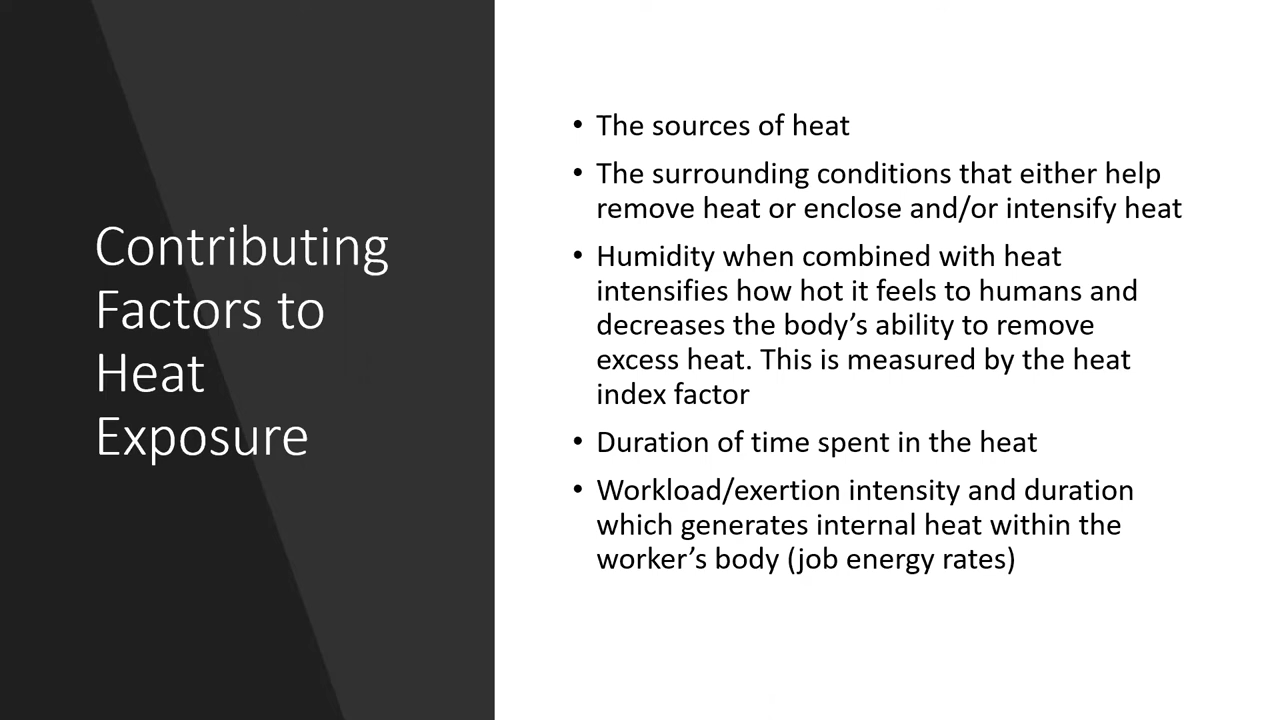 Contributing
Factors to
Heat
Exposure
• The sources of heat
• The surrounding conditions that either help
remove heat or enclose and/or intensify heat
• Humidity when combined with heat
intensifies how hot it feels to humans and
decreases the body’s ability to remove
excess heat. This is measured by the heat
index factor
• Duration of time spent in the heat
• Workload/exertion intensity and duration
which generates internal heat within the
worker’s body (job energy rates)